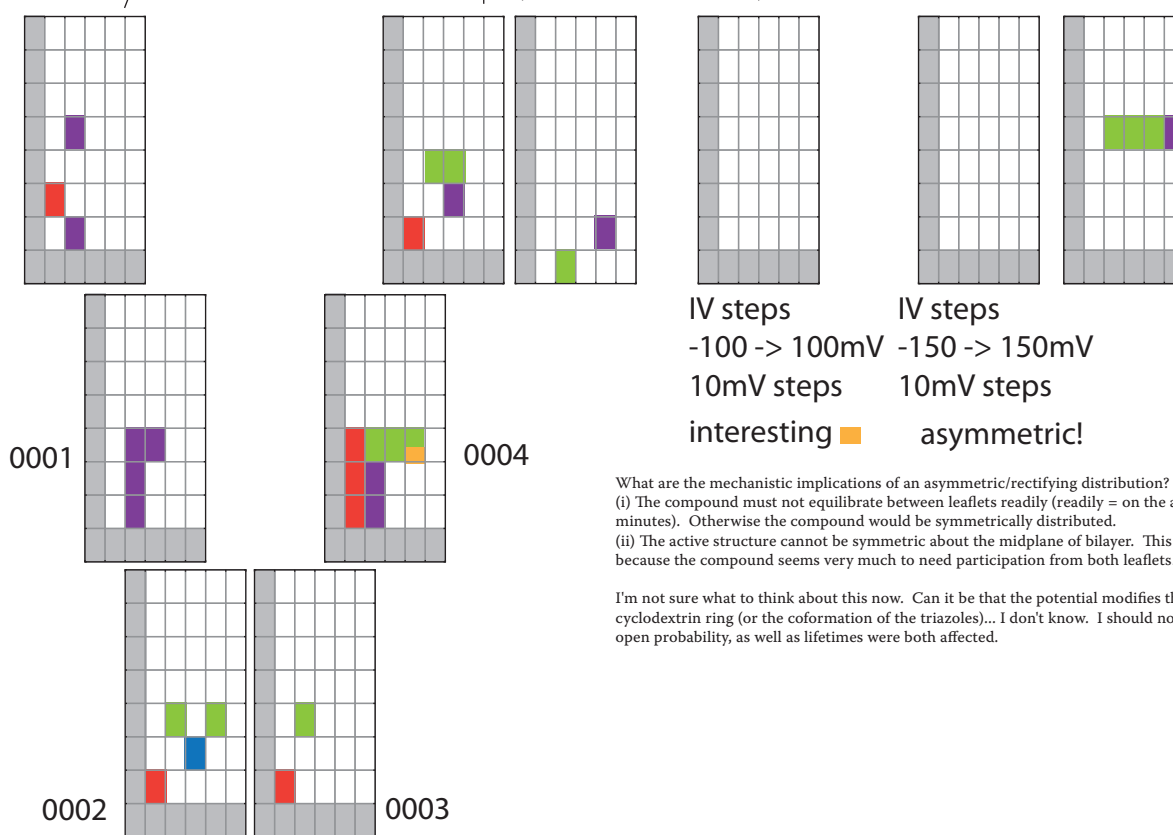 IV steps
-100 -> 100mV
10mV steps
interesting
IV steps
-150 -> 150mV
10mV steps
asymmetric!
0001
0004
What are the mechanistic implications of an asymmetric/rectifying distribution?
(i) The compound must not equilibrate between leaflets readily (readily = on the
minutes). Otherwise the compound would be symmetrically distributed.
(ii) The active structure cannot be symmetric about the midplane of bilayer. This
because the compound seems very much to need participation from both leaflets
I'm not sure what to think about this now. Can it be that the potential modifies
cyclodextrin ring (or the coformation of the triazoles)... I don't know. I should
open probability, as well as lifetimes were both affected.
0002
0003